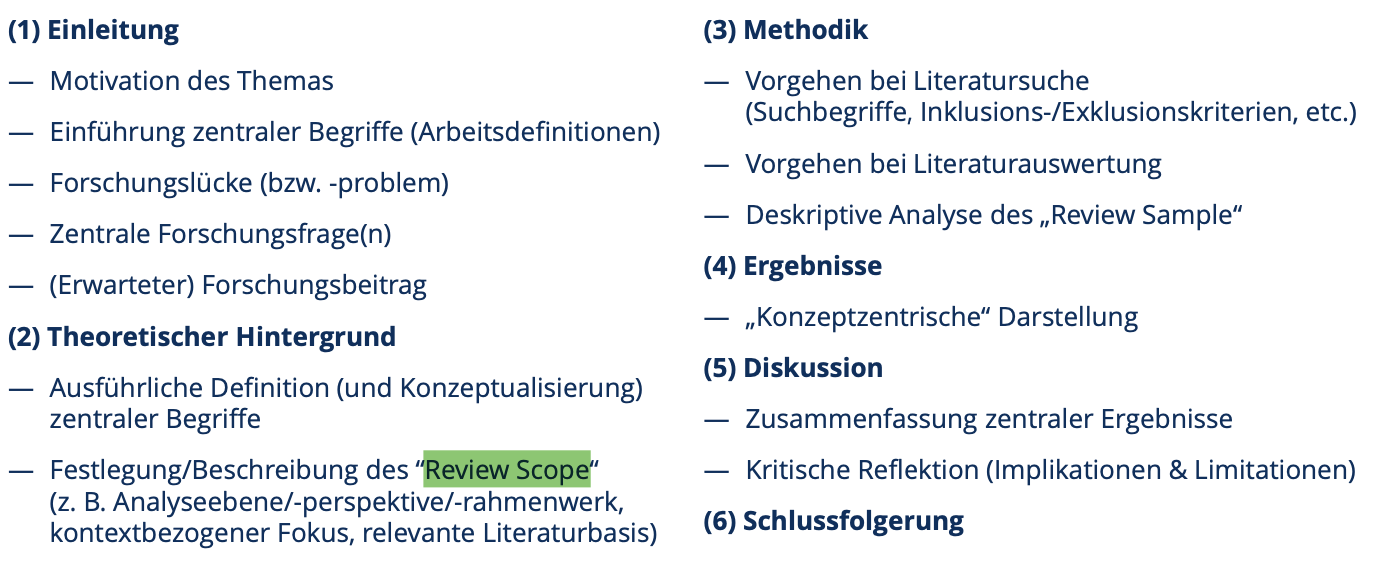 (1) Einleitung
— Motivation des Themas
— Einführung zentraler Begriffe (Arbeitsdefinitionen)
— Forschungslücke (bzw. -problem)
— Zentrale Forschungsfrage(n)
— (Erwarteter) Forschungsbeitrag
(2) Theoretischer Hintergrund
— Ausführliche Definition (und Konzeptualisierung)
zentraler Begriffe
— Festlegung/Beschreibung des “Review Scope“
(z. B. Analyseebene/-perspektive/-rahmenwerk,
kontextbezogener Fokus, relevante Literaturbasis)
(3) Methodik
— Vorgehen bei Literatursuche
(Suchbegriffe, Inklusions-/Exklusionskriterien, etc.)
— Vorgehen bei Literaturauswertung
— Deskriptive Analyse des „Review Sample“
(4) Ergebnisse
— „Konzeptzentrische“ Darstellung
(5) Diskussion
— Zusammenfassung zentraler Ergebnisse
— Kritische Reflektion (Implikationen & Limitationen)
(6) Schlussfolgerung